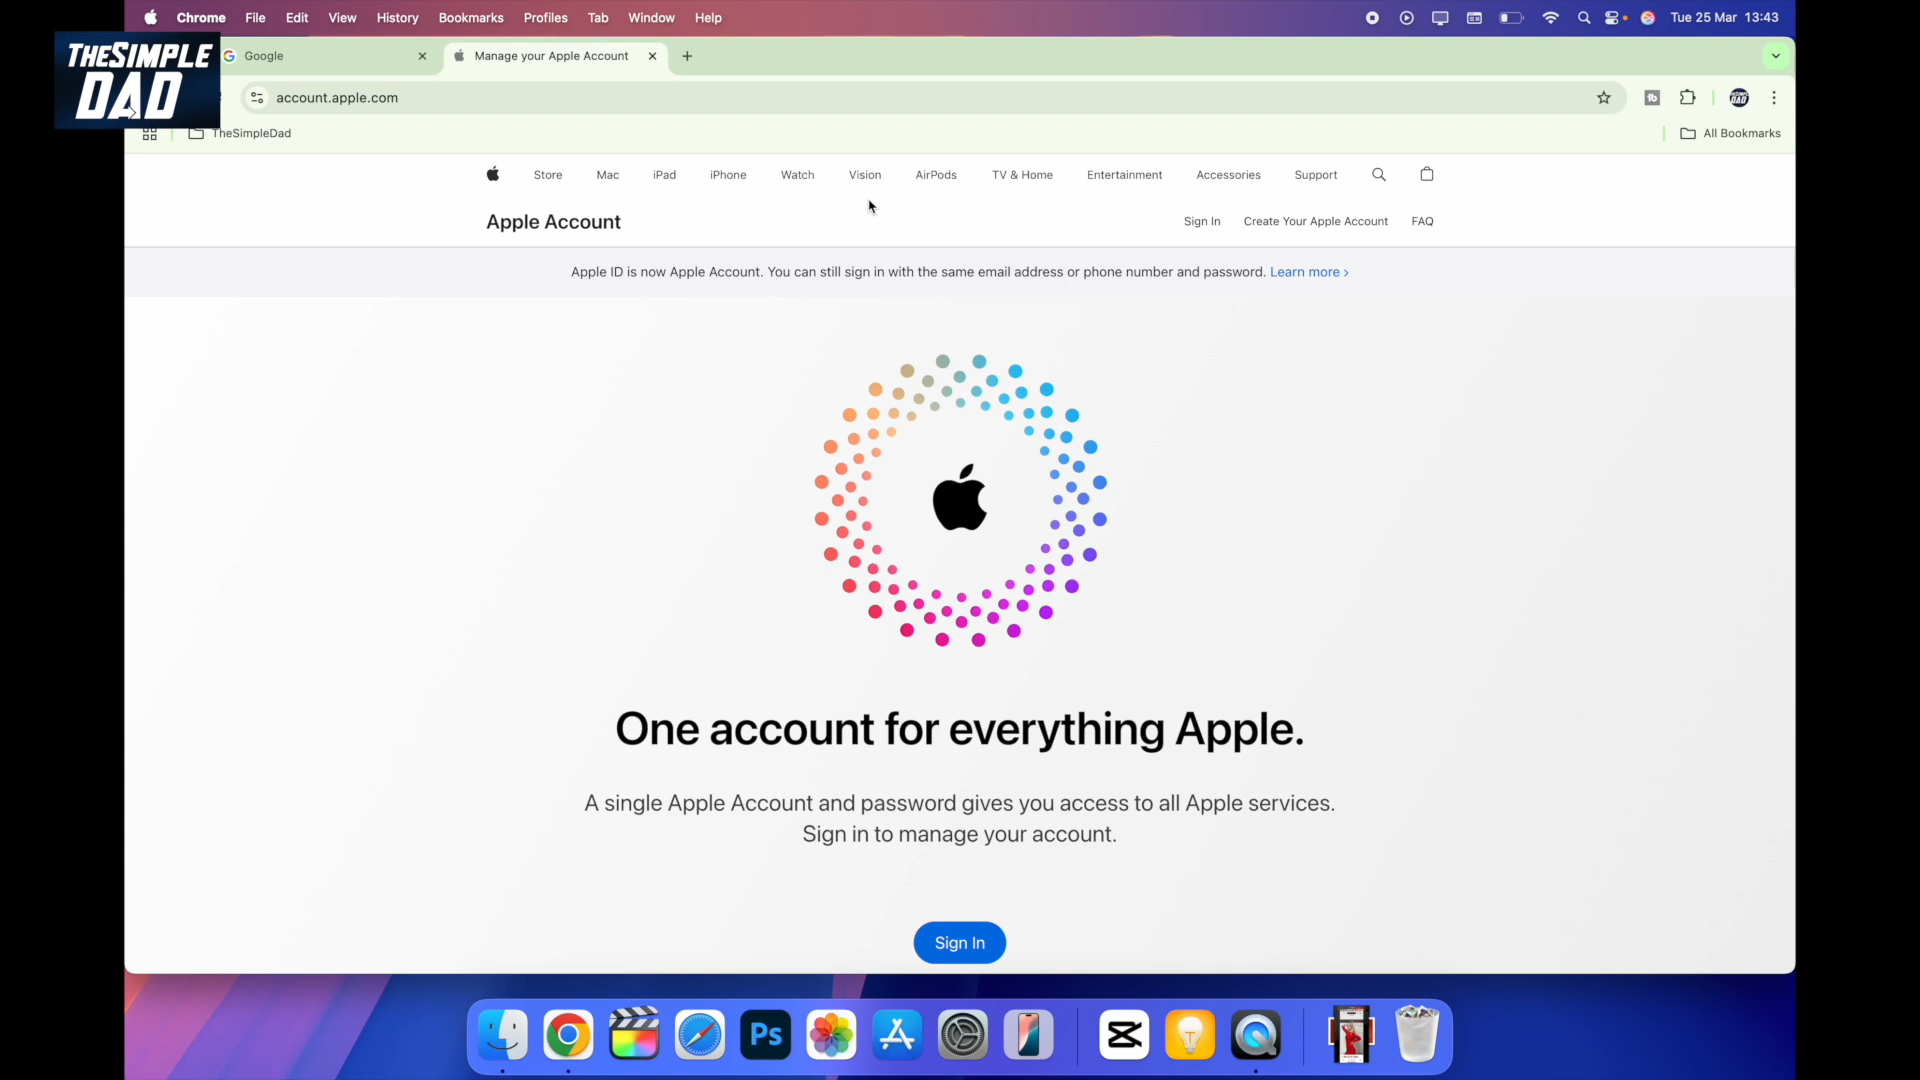 Chrome File Edit View History Bookmarks Profiles Tab Window Help Tue 25 Mar 13:43
THESIMPLE
DAD
Google Manage your Apple Account
account.apple.com
TheSimpleDad All Bookmarks
Store Mac iPad iPhone Watch Vision AirPods TV & Home Entertainment Accessories Support
Apple Account Sign In Create Your Apple Account FAQ
Apple ID is now Apple Account. You can still sign in with the same email address or phone number and password. Learn more >
One account for everything Apple.
A single Apple Account and password gives you access to all Apple services.
Sign in to manage your account.
Sign In
Ps